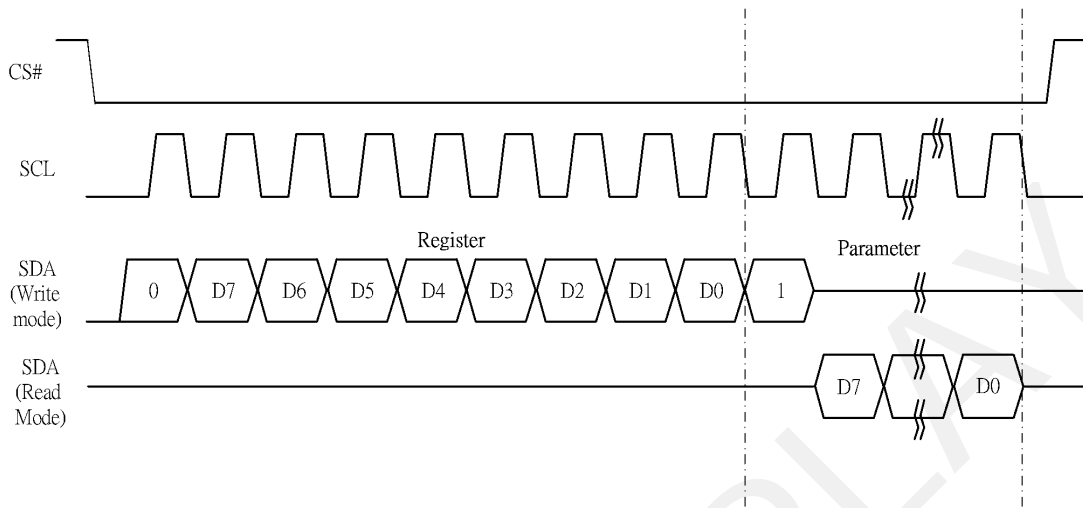 CS#
SCL
Register
Parameter
SDA
(Write
mode)
0 D7 D6 D5 D4 D3 D2 D1 D0 1
SDA
(Read
Mode)
D7 D0
PLAY